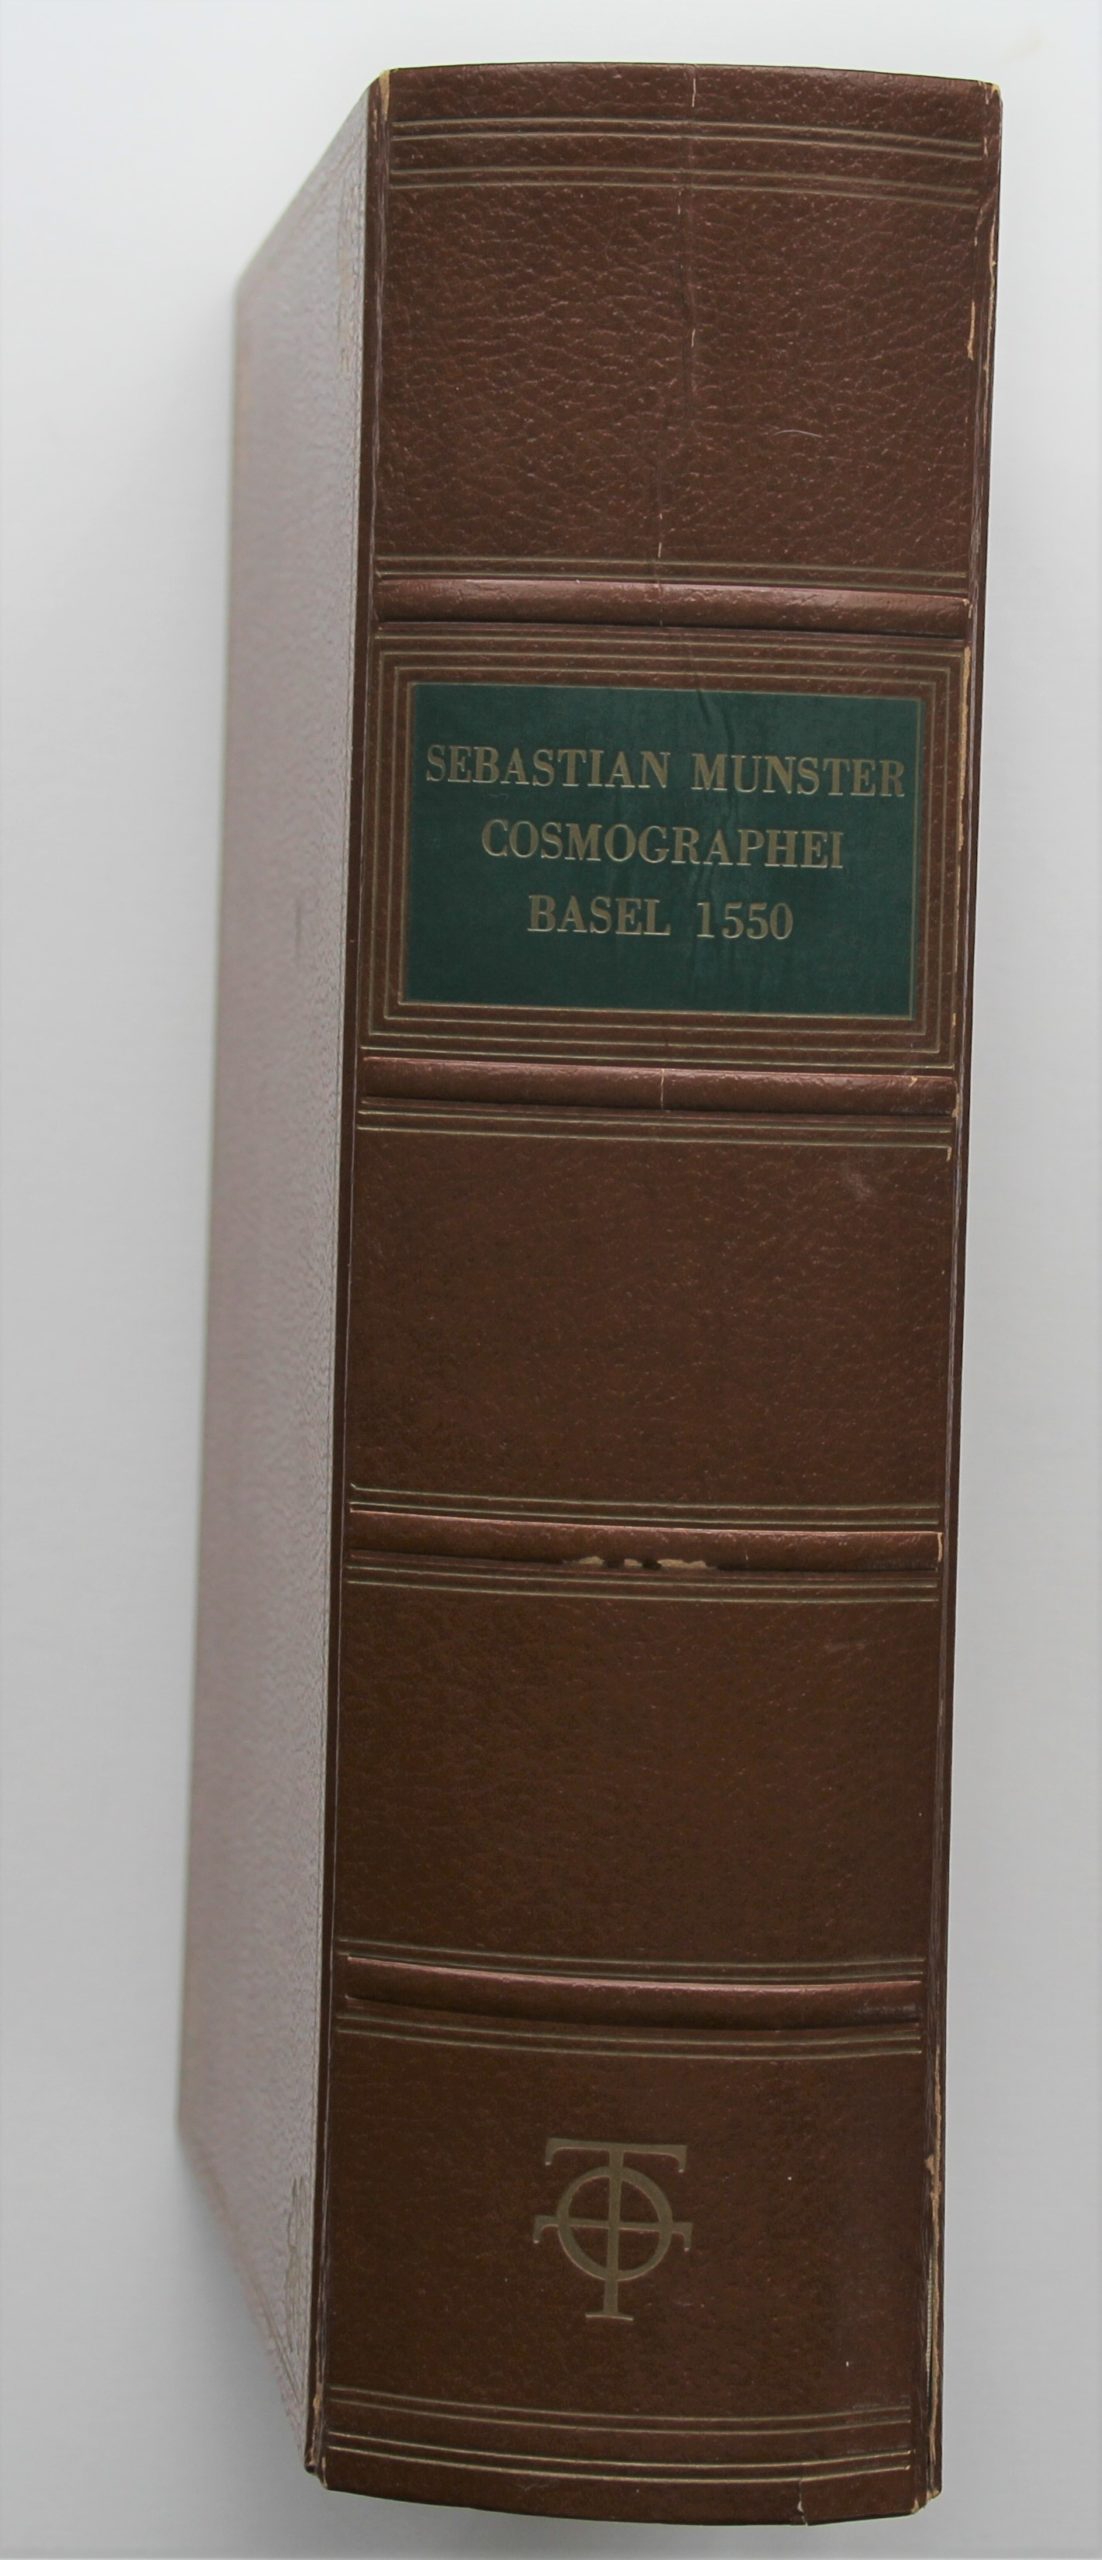 SEBASTIAN MUNSTER
COSMOGRAPHEI
BASEL 1550